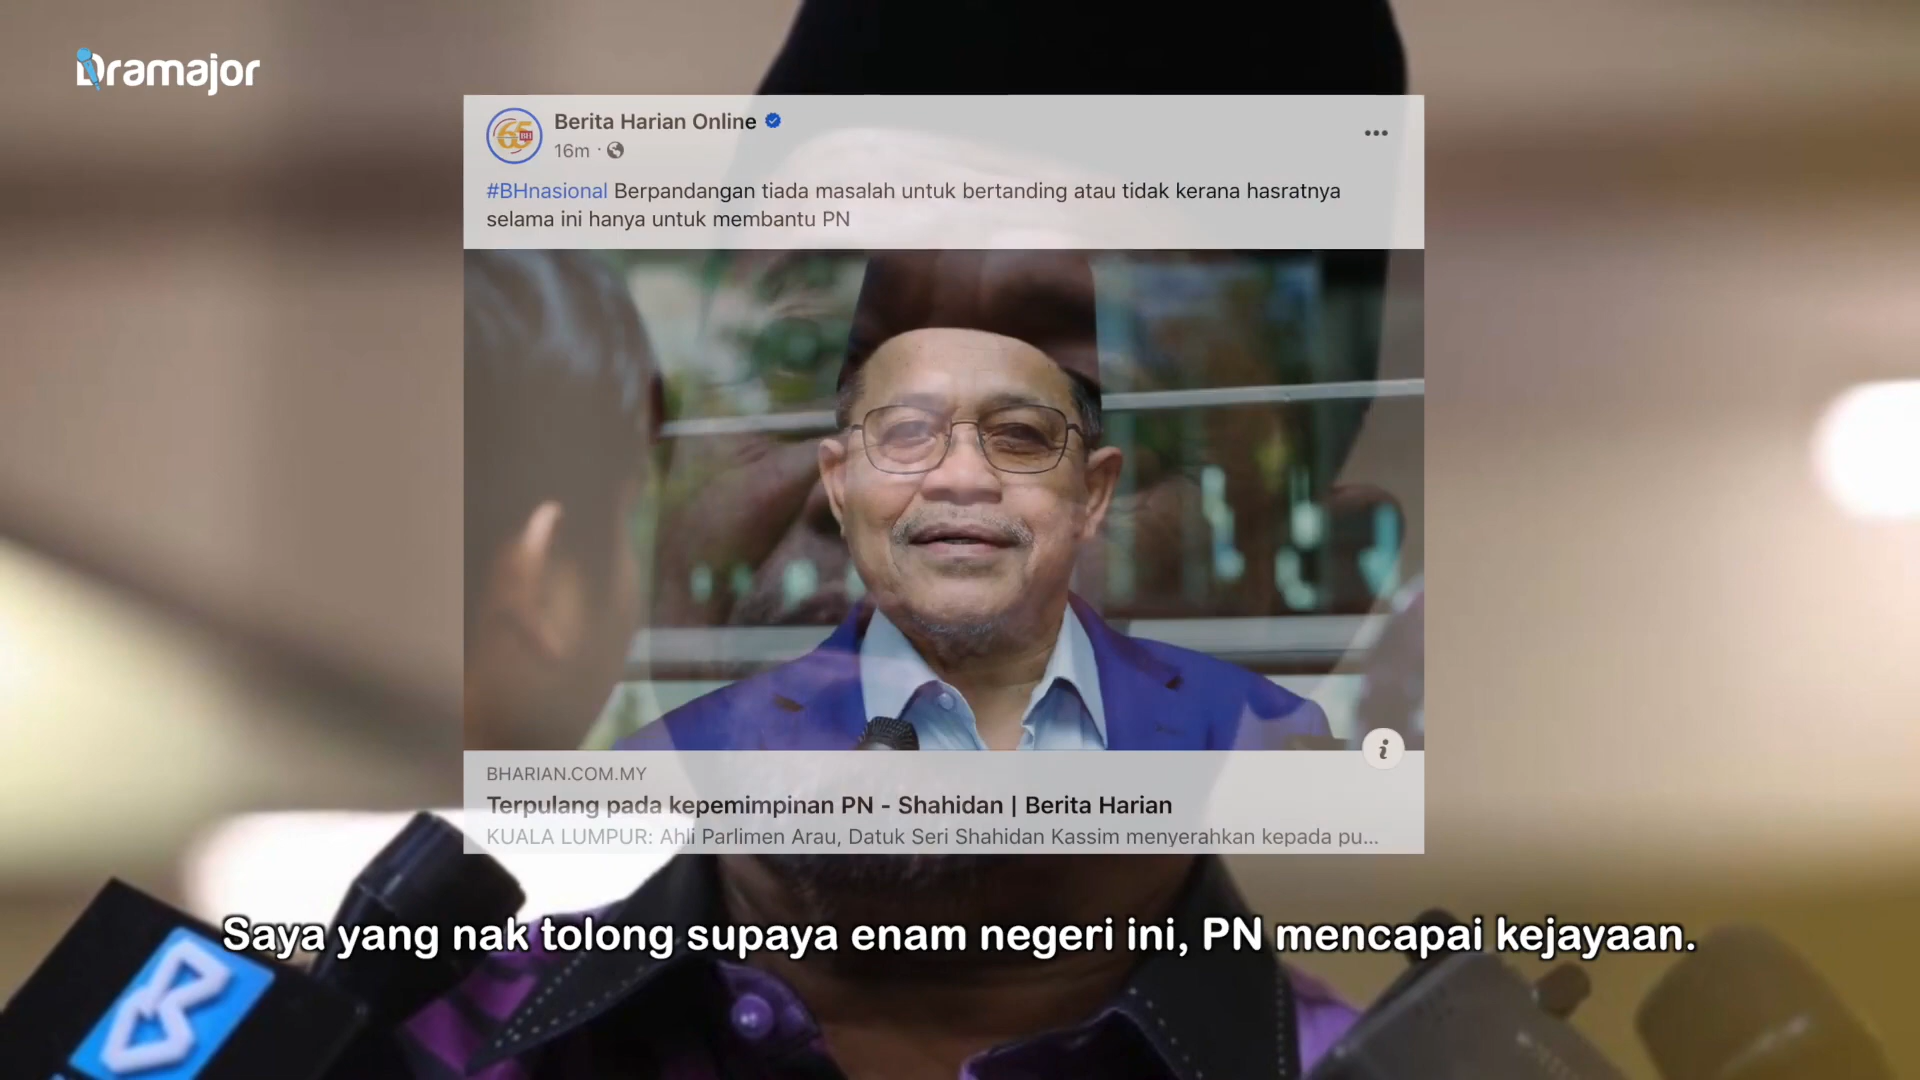 Dramajor
Berita Harian Online
16m ·
#BHnasional Berpandangan tiada masalah untuk bertanding atau tidak kerana hasratnya
selama ini hanya untuk membantu PN
BHARIAN.COM.MY
Terpulang pada kepemimpinan PN - Shahidan | Berita Harian
KUALA LUMPUR: Ahli Parlimen Arau, Datuk Seri Shahidan Kassim menyerahkan kepada pu...
Saya yang nak tolong supaya enam negeri ini, PN mencapai kejayaan.